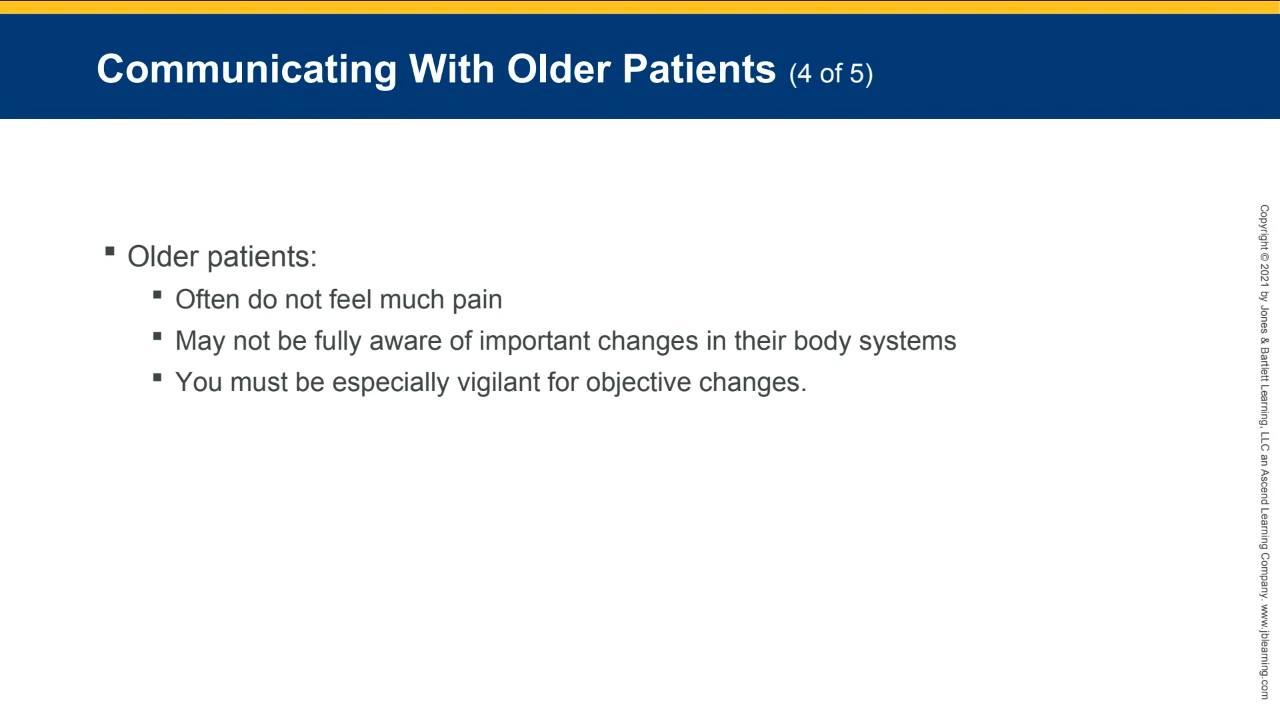 Communicating With Older Patients (4 of 5)
▪ Older patients:
▪ Often do not feel much pain
▪ May not be fully aware of important changes in their body systems
▪ You must be especially vigilant for objective changes.
Copyright © 2021 by Jones & Bartlett Learning, LLC an Ascend Learning Company. www.jblearning.com